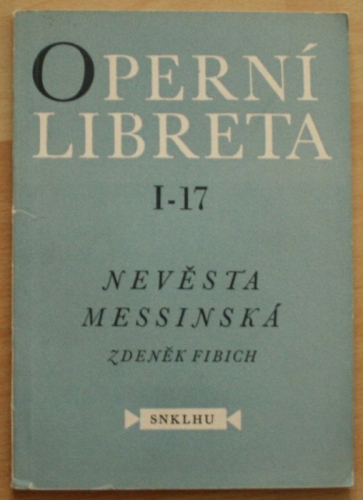 OPERNÍ
LIBRETA
I-17
NEVĚSTA
MESSINSKÁ
ZDENĚK FIBICH
SNKLHU